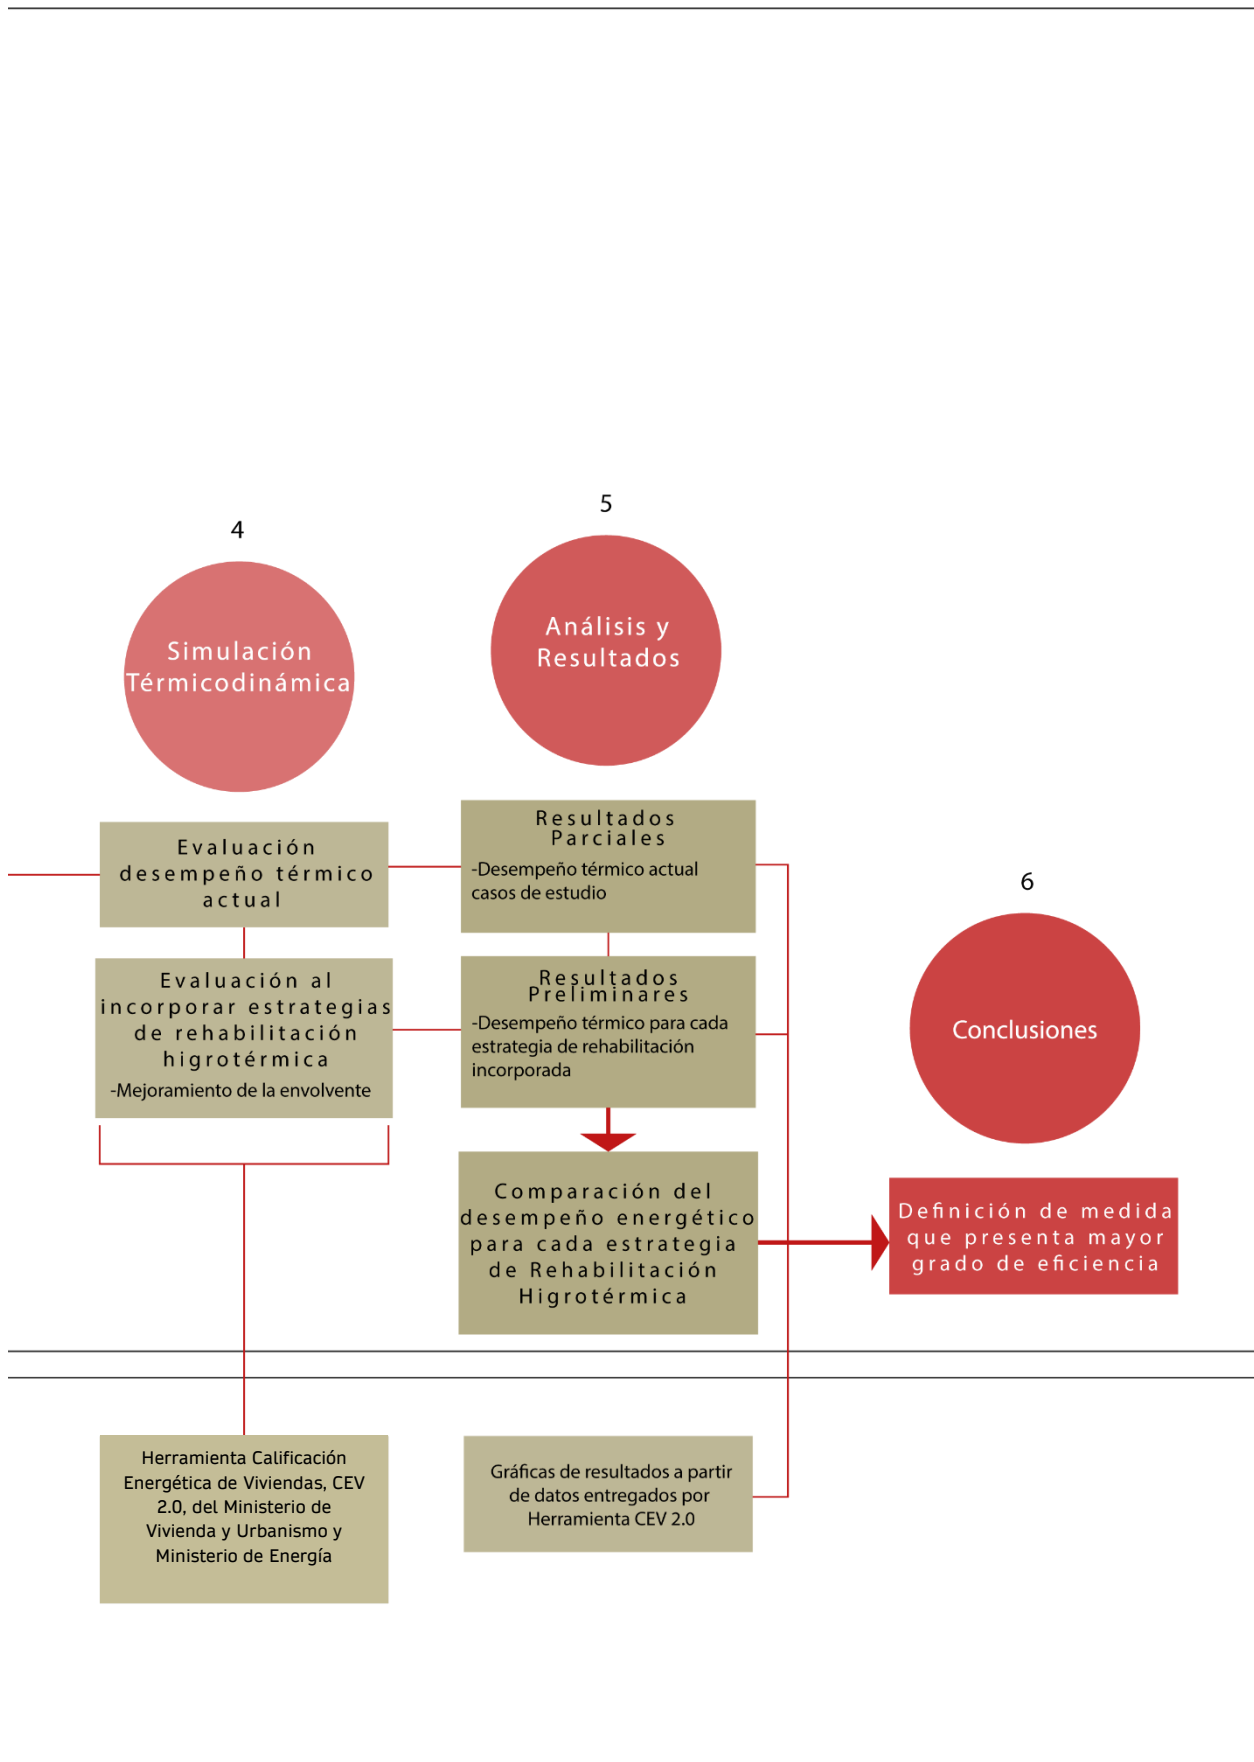 4
Simulación
Térmicodinámica
Evaluación
desempeño térmico
actual
Evaluación al
incorporar estrategias
de rehabilitación
higrotérmica
-Mejoramiento de la envolvente
Herramienta Calificación
Energética de Viviendas, CEV
2.0, del Ministerio de
Vivienda y Urbanismo y
Ministerio de Energía
5
Análisis y
Resultados
Resultados
Parciales
-Desempeño térmico actual
casos de estudio
Resultados
Preliminares
-Desempeño térmico para cada
estrategia de rehabilitación
incorporada
Comparación del
desempeño energético
para cada estrategia
de Rehabilitación
Higrotérmica
Gráficas de resultados a partir
de datos entregados por
Herramienta CEV 2.0
6
Conclusiones
Definición de medida
que presenta mayor
grado de eficiencia